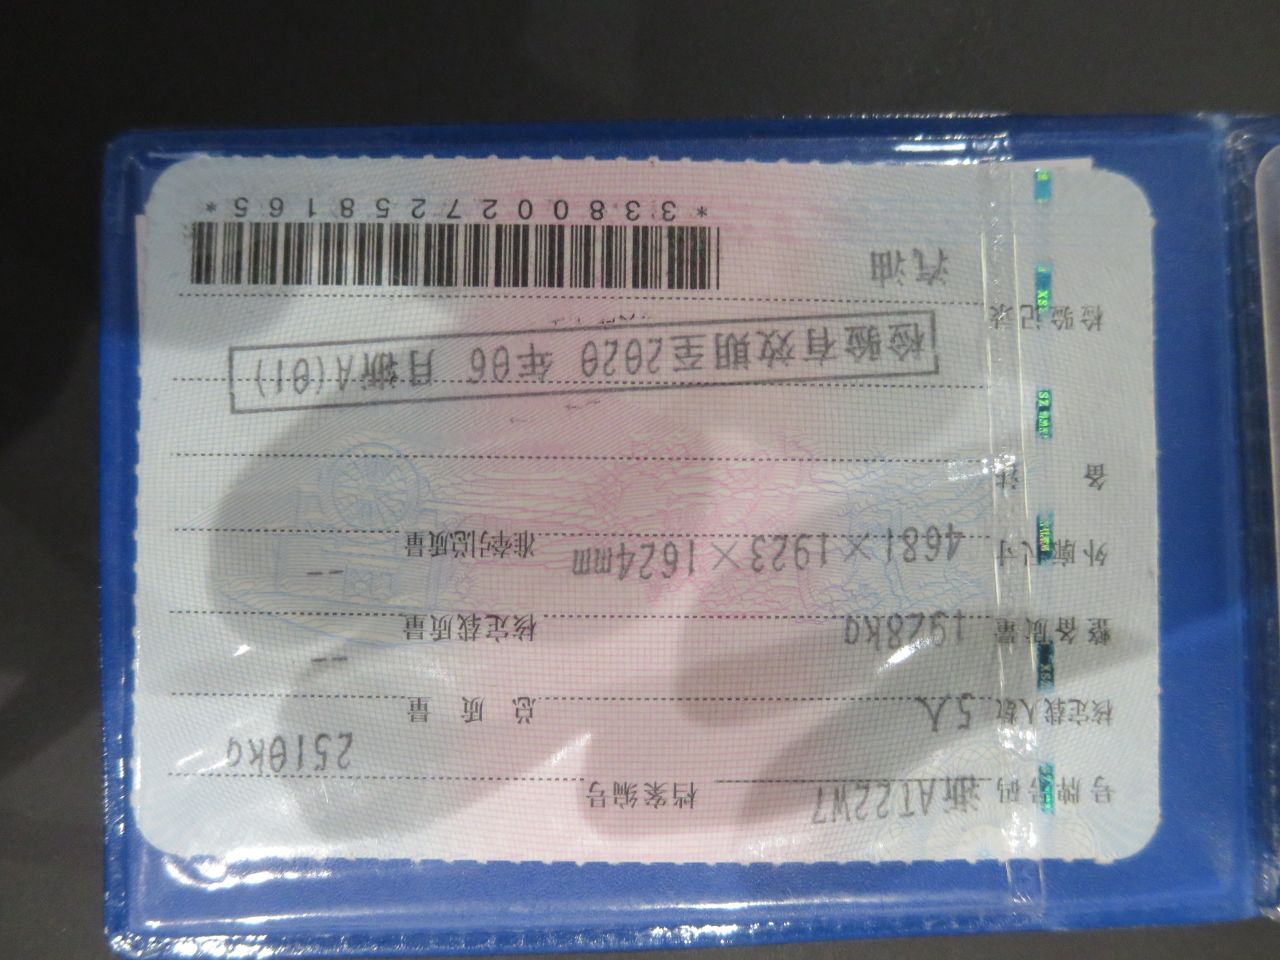 号牌号码 浙AT22W7 档案编号
核定载人数 5人 总质量 2510kg
整备质量 1928kg 核定载质量 --
外廓尺寸 4681×1923×1624mm 准牵引总质量 --
备注
检验有效期至2020年06月浙A(01)
检验记录
汽油
*3380027258165*